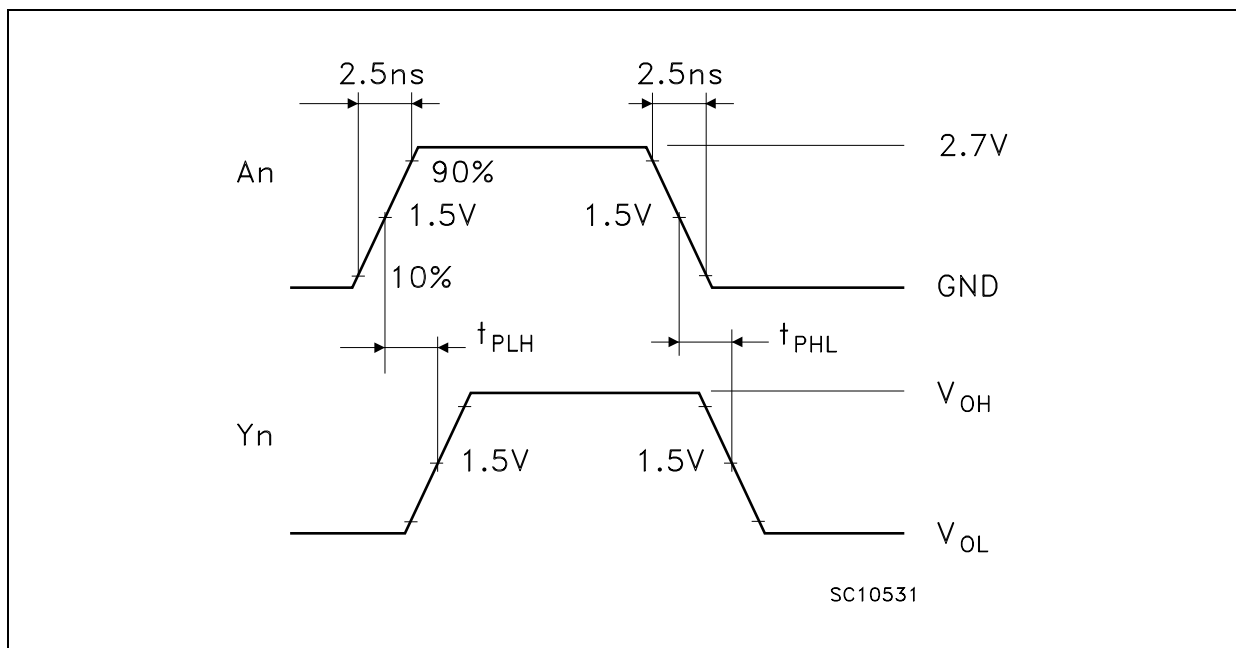 2.5ns 2.5ns
2.7V
An
90%
1.5V 1.5V
10%
GND
tPLH tPHL
VOH
Yn
1.5V 1.5V
VOL
SC10531